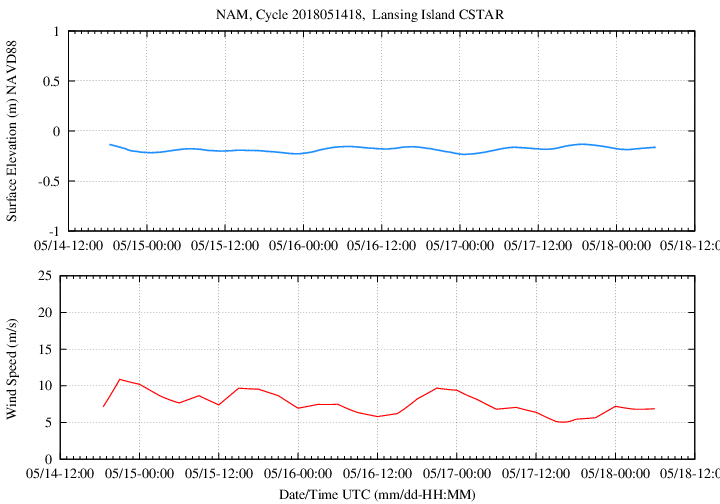 NAM, Cycle 2018051418,  Lansing Island CSTAR
Surface Elevation (m) NAVD88
1
0.5
0
-0.5
-1
05/14-12:00 05/15-00:00 05/15-12:00 05/16-00:00 05/16-12:00 05/17-00:00 05/17-12:00 05/18-00:00 05/18-12:0
Wind Speed (m/s)
25
20
15
10
5
0
05/14-12:00 05/15-00:00 05/15-12:00 05/16-00:00 05/16-12:00 05/17-00:00 05/17-12:00 05/18-00:00 05/18-12:0
Date/Time UTC (mm/dd-HH:MM)